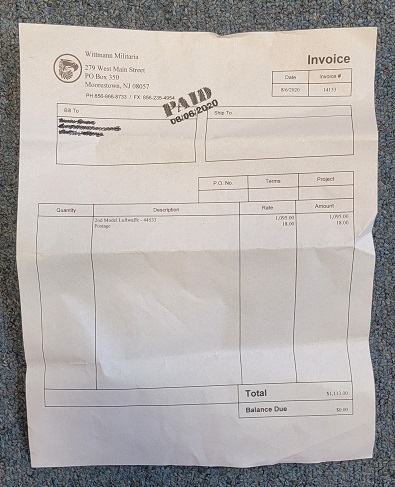 Wittmann Militaria
279 West Main Street
PO Box 350
Moorestown, NJ 08057
PH 856-866-8733 / FX 856-235-4954
Invoice
Date Invoice #
8/6/2020 14153
PAID
08/06/2020
Bill To
Ship To
P.O. No. Terms Project
Quantity Description Rate Amount
2nd Model Luftwaffe - 44533 1,095.00 1,095.00
Postage 18.00 18.00
Total $1,113.00
Balance Due $0.00